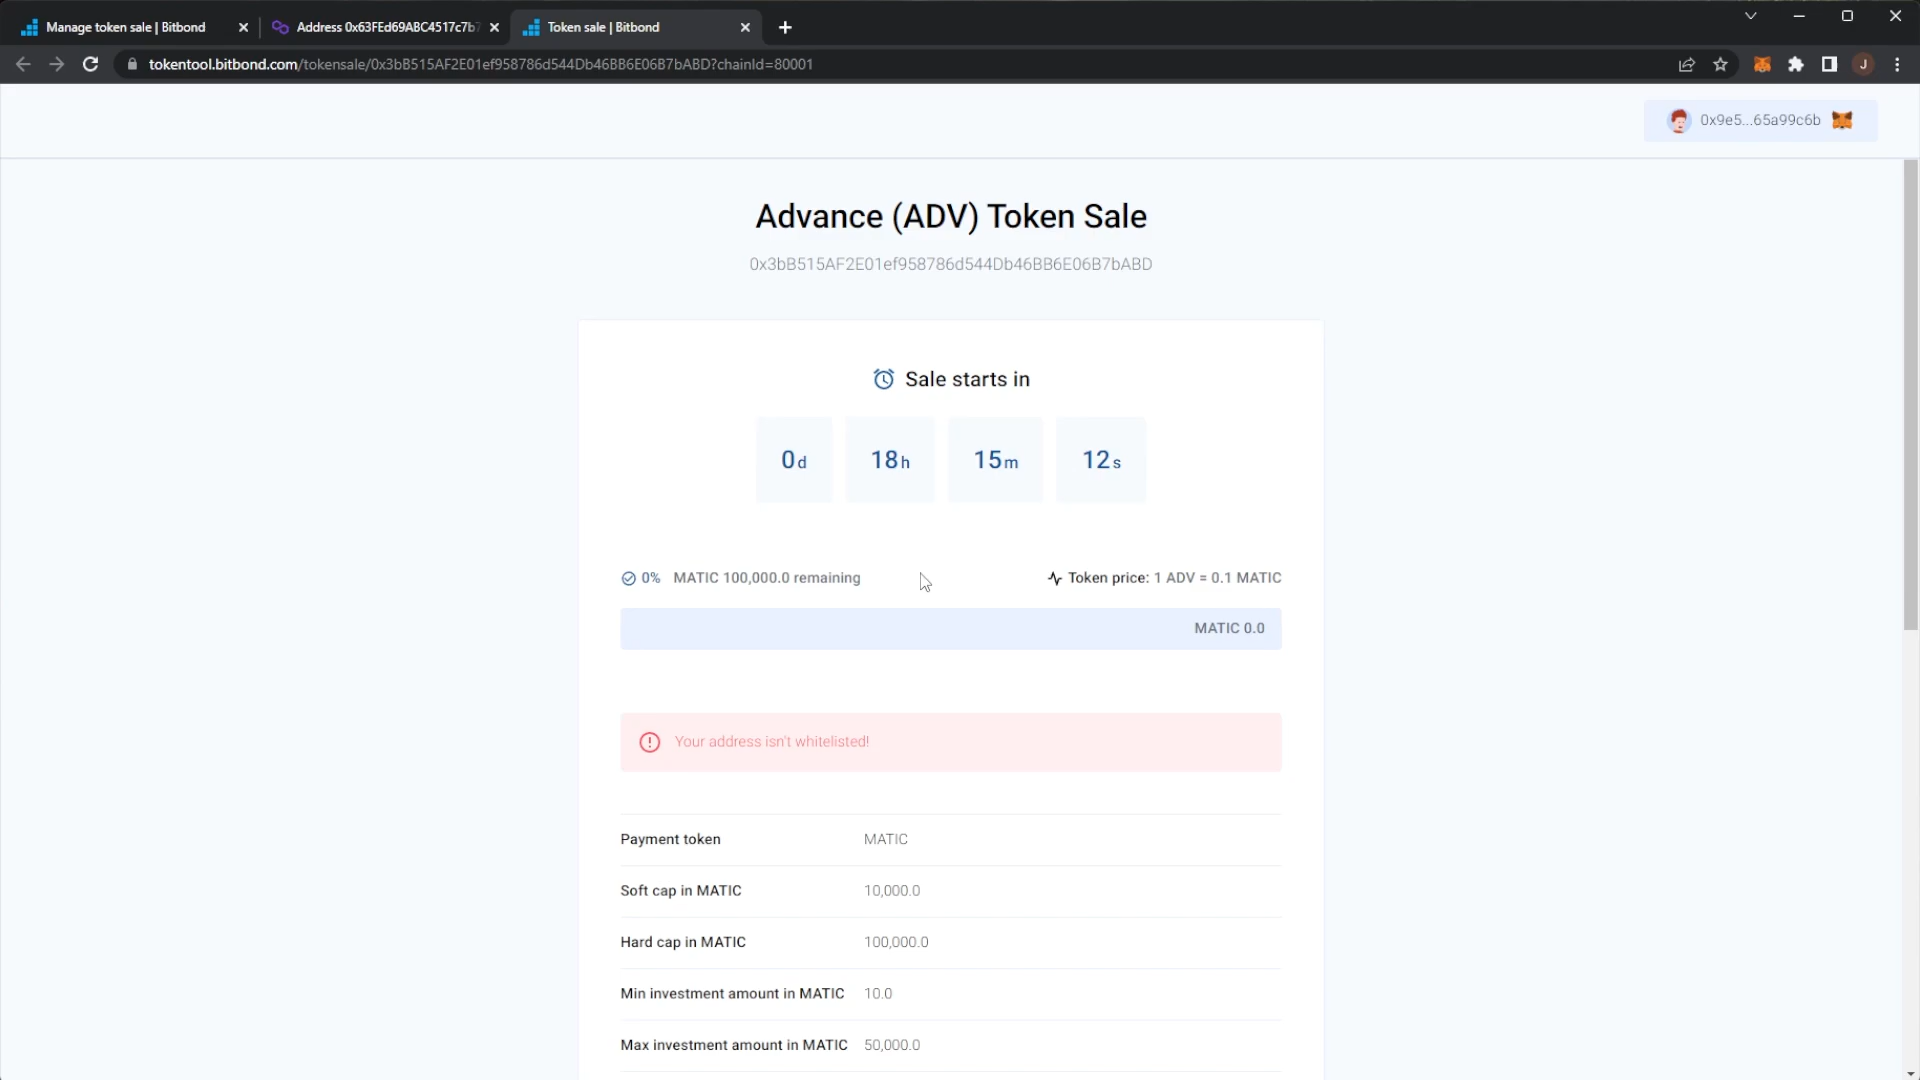 Manage token sale | Bitbond
Address 0x63FEd69ABC4517c7b7
Token sale | Bitbond
tokentool.bitbond.com/tokensale/0x3bB515AF2E01ef958786d544Db46BB6E06B7bABD?chainId=80001
J
0x9e5...65a99c6b
Advance (ADV) Token Sale
0x3bB515AF2E01ef958786d544Db46BB6E06B7bABD
Sale starts in
0d 18h 15m 12s
0% MATIC 100,000.0 remaining
Token price: 1 ADV = 0.1 MATIC
MATIC 0.0
Your address isn't whitelisted!
Payment token MATIC
Soft cap in MATIC 10,000.0
Hard cap in MATIC 100,000.0
Min investment amount in MATIC 10.0
Max investment amount in MATIC 50,000.0